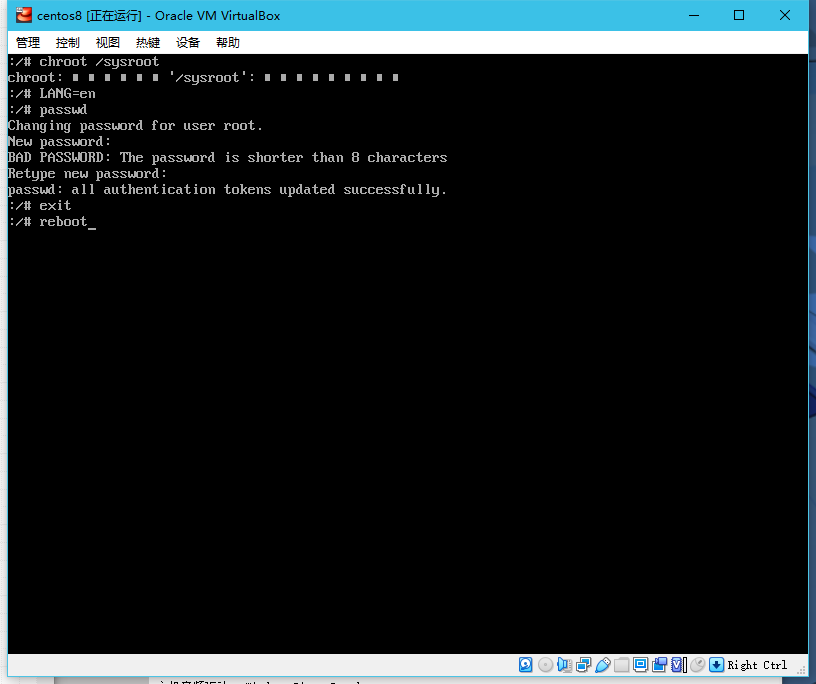 centos8 [正在运行] - Oracle VM VirtualBox
管理 控制 视图 热键 设备 帮助
:/# chroot /sysroot
chroot: ■ ■ ■ ■ ■ ■ '/sysroot': ■ ■ ■ ■ ■ ■ ■ ■ ■
:/# LANG=en
:/# passwd
Changing password for user root.
New password:
BAD PASSWORD: The password is shorter than 8 characters
Retype new password:
passwd: all authentication tokens updated successfully.
:/# exit
:/# reboot_
Right Ctrl